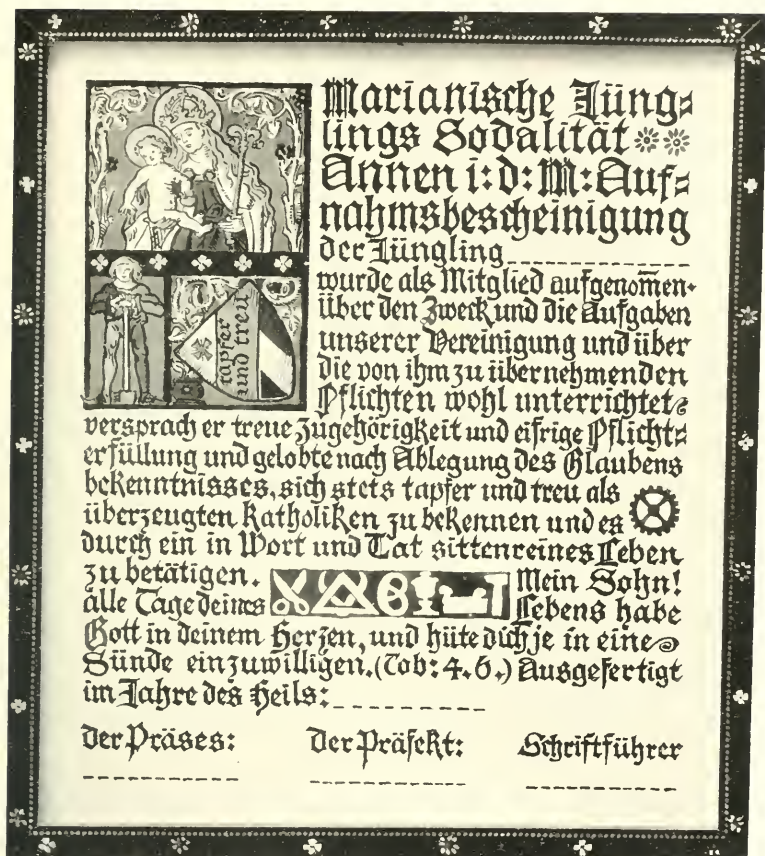 Marianische Jüng⸗
lings Sodalität
Annen i:d:M:Auf⸗
nahmsbescheinigung
der Jüngling
wurde als Mitglied aufgenom̄en.
über den Zweck und die Aufgaben
unserer Vereinigung und über
die von ihm zu übernehmenden
Pflichten wohl unterrichtet
tapfer
und treu
versprach er treue Zugehörigkeit und eifrige Pflicht⸗
erfüllung und gelobte nach Ablegung des Glaubens
bekenntnisses, sich stets tapfer und treu als
überzeugten Katholiken zu bekennen und es
durch ein in Wort und Tat sittenreines Leben
zu betätigen. Mein Sohn!
alle Tage deines Lebens habe
Gott in deinem Herzen, und hüte dich je in eine
Sünde einzuwilligen. (Tob: 4. 6.) Ausgefertigt
im Jahre des Heils:
der Präses: der Präfekt: Schriftführer